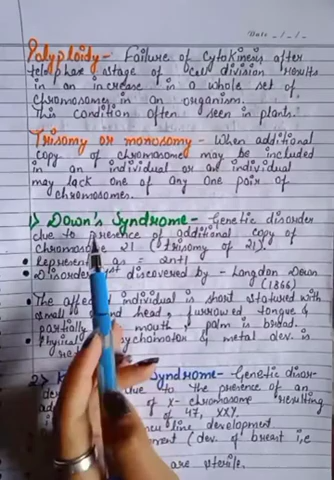 Date _/_/_
Polyploidy - Failure of cytokinesis after
telophase stage of cell division results
in an increase in a whole set of
chromosomes in an organism.
This condition often seen in plants.
Trisomy or monosomy - When additional
copy of chromosome may be included
in an individual or an individual
may lack one of any one pair of
chromosomes.
1) Down's Syndrome - Genetic disorder
due to presence of additional copy of
chromosome 21 (trisomy of 21).
Represent as = 2n+1
Disorder 1st discovered by - Langdon Down
(1866)
The affected individual is short statured with
small round head, furrowed tongue &
partially mouth, palm is broad.
Physical psychomotor & metal dev. is
2) Syndrome - Genetic disor-
due to the presence of an
of X-chromosome resulting
of 47, XXY.
line development
(dev. of breast i.e
are sterile.